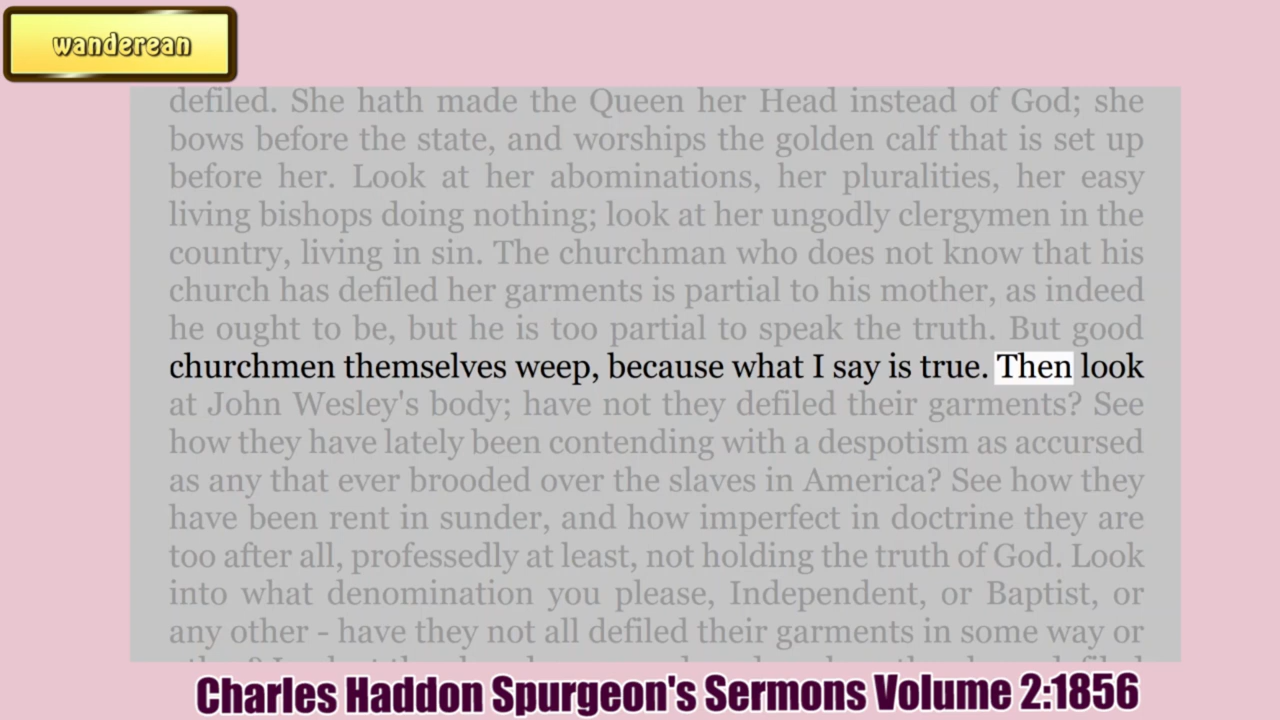 wanderean
defiled. She hath made the Queen her Head instead of God; she
bows before the state, and worships the golden calf that is set up
before her. Look at her abominations, her pluralities, her easy
living bishops doing nothing; look at her ungodly clergymen in the
country, living in sin. The churchman who does not know that his
church has defiled her garments is partial to his mother, as indeed
he ought to be, but he is too partial to speak the truth. But good
churchmen themselves weep, because what I say is true. Then look
at John Wesley's body; have not they defiled their garments? See
how they have lately been contending with a despotism as accursed
as any that ever brooded over the slaves in America? See how they
have been rent in sunder, and how imperfect in doctrine they are
too after all, professedly at least, not holding the truth of God. Look
into what denomination you please, Independent, or Baptist, or
any other - have they not all defiled their garments in some way or
Charles Haddon Spurgeon's Sermons Volume 2:1856